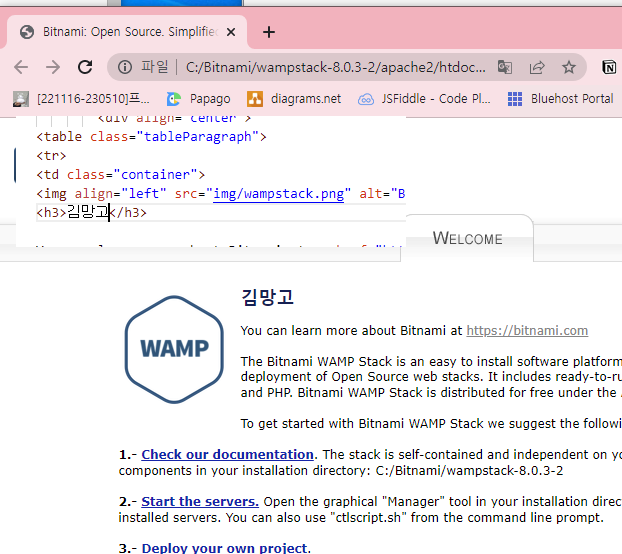 Bitnami: Open Source. Simplified
파일 C:/Bitnami/wampstack-8.0.3-2/apache2/htdoc...
[221116-230510]프... Papago diagrams.net JSFiddle - Code Pl... Bluehost Portal
<div align="center">
<table class="tableParagraph">
<tr>
<td class="container">
<img align="left" src="img/wampstack.png" alt="B
<h3>김망고</h3>
WELCOME
WAMP
김망고
You can learn more about Bitnami at https://bitnami.com
The Bitnami WAMP Stack is an easy to install software platform
deployment of Open Source web stacks. It includes ready-to-ru
and PHP. Bitnami WAMP Stack is distributed for free under the
To get started with Bitnami WAMP Stack we suggest the followi
1.- Check our documentation. The stack is self-contained and independent on yo
components in your installation directory: C:/Bitnami/wampstack-8.0.3-2
2.- Start the servers. Open the graphical "Manager" tool in your installation direc
installed servers. You can also use "ctlscript.sh" from the command line prompt.
3.- Deploy your own project.